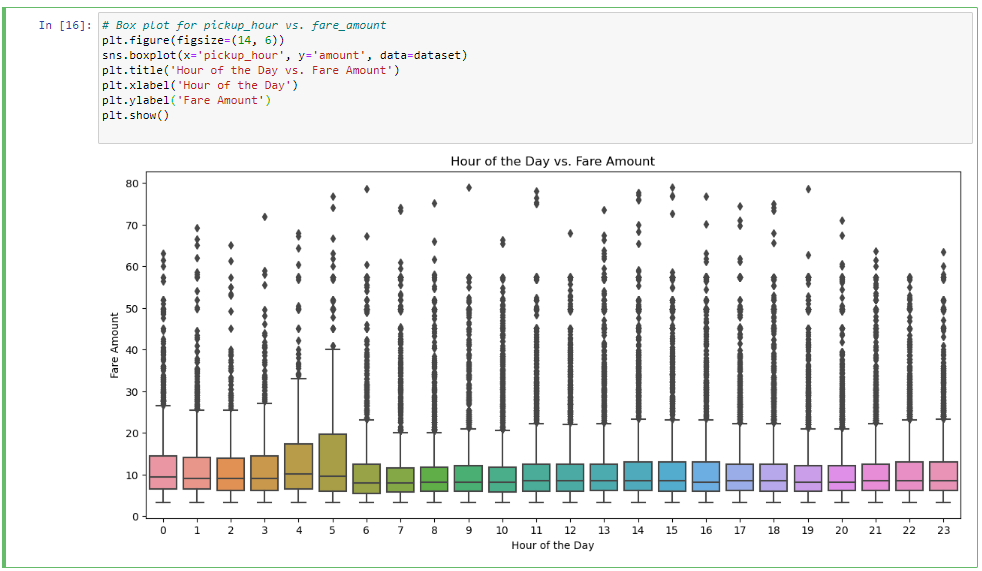 In [16]: # Box plot for pickup_hour vs. fare_amount
plt.figure(figsize=(14, 6))
sns.boxplot(x='pickup_hour', y='amount', data=dataset)
plt.title('Hour of the Day vs. Fare Amount')
plt.xlabel('Hour of the Day')
plt.ylabel('Fare Amount')
plt.show()
Hour of the Day vs. Fare Amount
80
70
60
50
40
30
20
10
0
Fare Amount
0 1 2 3 4 5 6 7 8 9 10 11 12 13 14 15 16 17 18 19 20 21 22 23
Hour of the Day